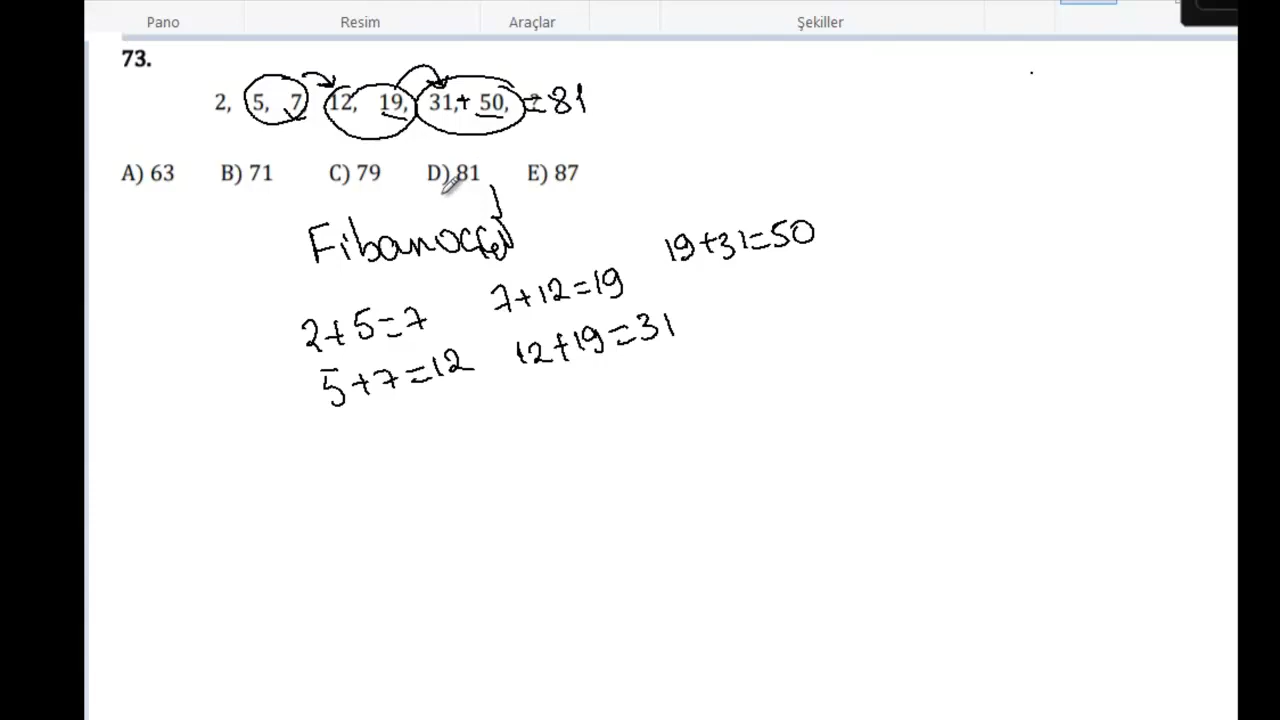 Pano Resim Araçlar Şekiller
73.
2, 5, 7 12, 19, 31,+ 50, =81
A) 63 B) 71 C) 79 D) 81 E) 87
19+31=50
7+12=19
2+5=7
12+19=31
5+7=12